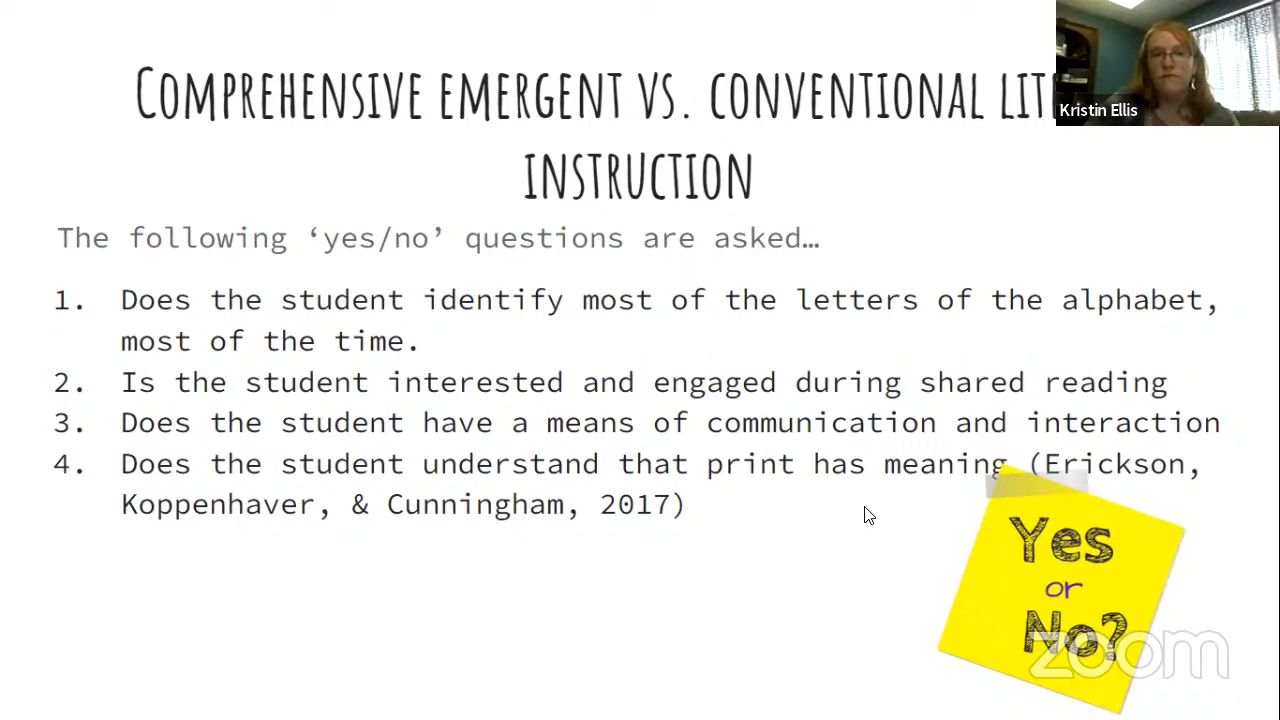 Comprehensive emergent vs. conventional
instruction
Kristin Ellis
The following ‘yes/no’ questions are asked…
1. Does the student identify most of the letters of the alphabet,
most of the time.
2. Is the student interested and engaged during shared reading
3. Does the student have a means of communication and interaction
4. Does the student understand that print has meaning (Erickson,
Koppenhaver, & Cunningham, 2017)
Yes
or
No?
zoom